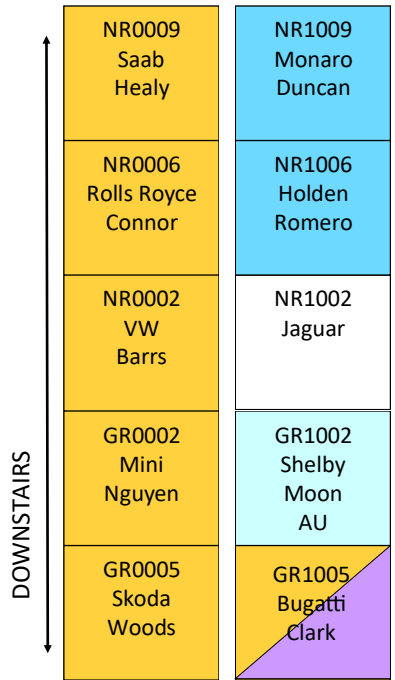 DOWNSTAIRS
NR0009
Saab
Healy
NR1009
Monaro
Duncan
NR0006
Rolls Royce
Connor
NR1006
Holden
Romero
NR0002
VW
Barrs
NR1002
Jaguar
GR0002
Mini
Nguyen
GR1002
Shelby
Moon
AU
GR0005
Skoda
Woods
GR1005
Bugatti
Clark